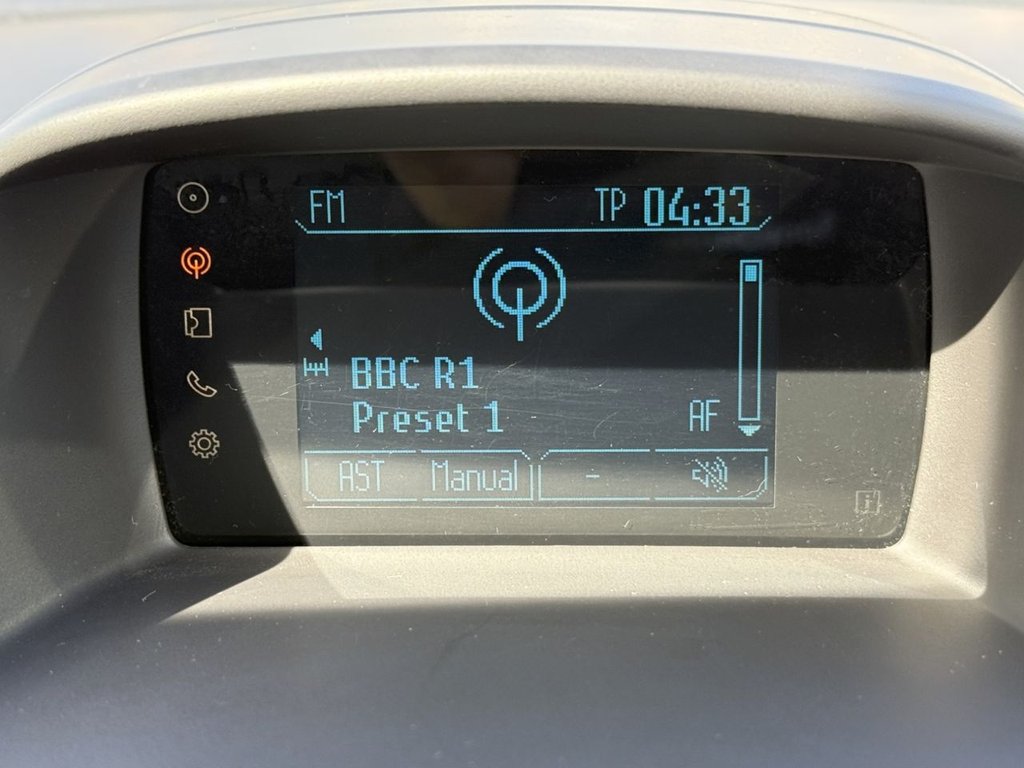 FM TP 04:33
BBC R1
Preset 1 AF
AST Manual -
i